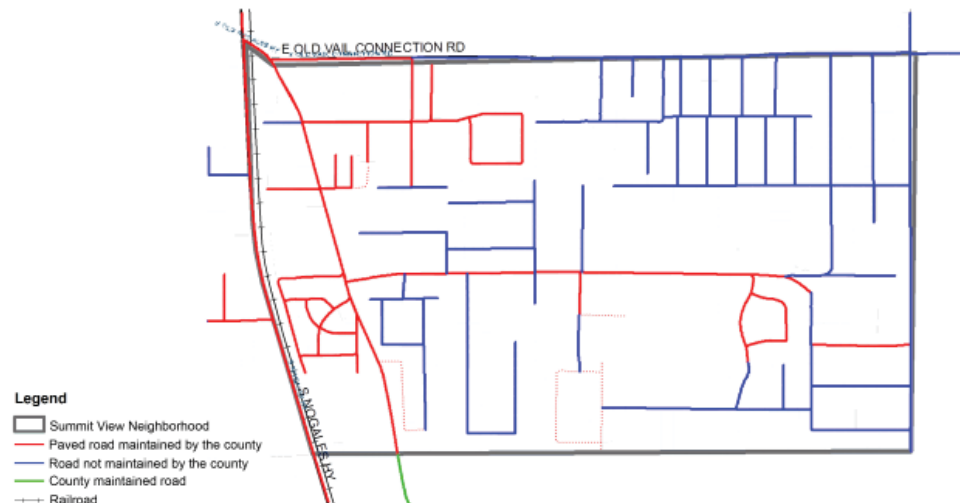 E OLD VAIL CONNECTION RD
S NOGALES HY
Legend
Summit View Neighborhood
Paved road maintained by the county
Road not maintained by the county
County maintained road
Railroad